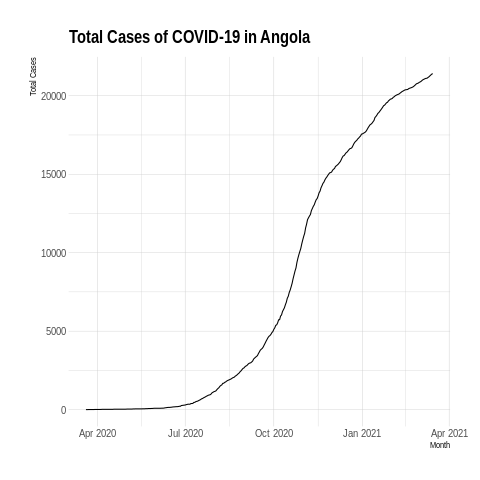 Total Cases of COVID-19 in Angola
Total Cases
20000
15000
10000
5000
0
Apr 2020
Jul 2020
Oct 2020
Jan 2021
Apr 2021
Month